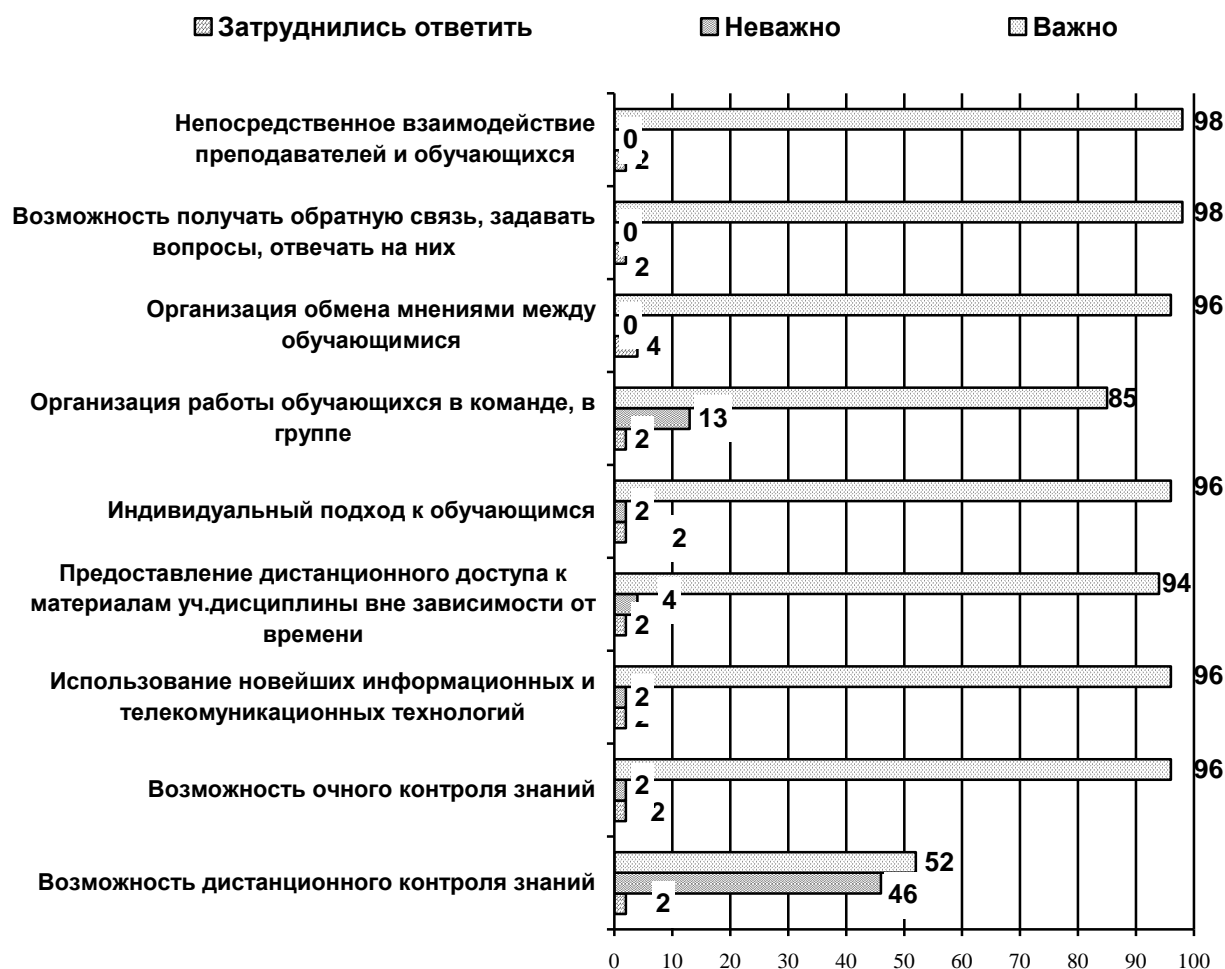 Затруднились ответить Неважно Важно
Непосредственное взаимодействие
преподавателей и обучающихся
98
0
2
Возможность получать обратную связь, задавать
вопросы, отвечать на них
98
0
2
Организация обмена мнениями между
обучающимися
96
0
4
Организация работы обучающихся в команде, в
группе
85
13
2
Индивидуальный подход к обучающимся
96
2
2
Предоставление дистанционного доступа к
материалам уч.дисциплины вне зависимости от
времени
94
4
2
Использование новейших информационных и
телекомуникационных технологий
96
2
2
Возможность очного контроля знаний
96
2
2
Возможность дистанционного контроля знаний
52
46
2
0 10 20 30 40 50 60 70 80 90 100